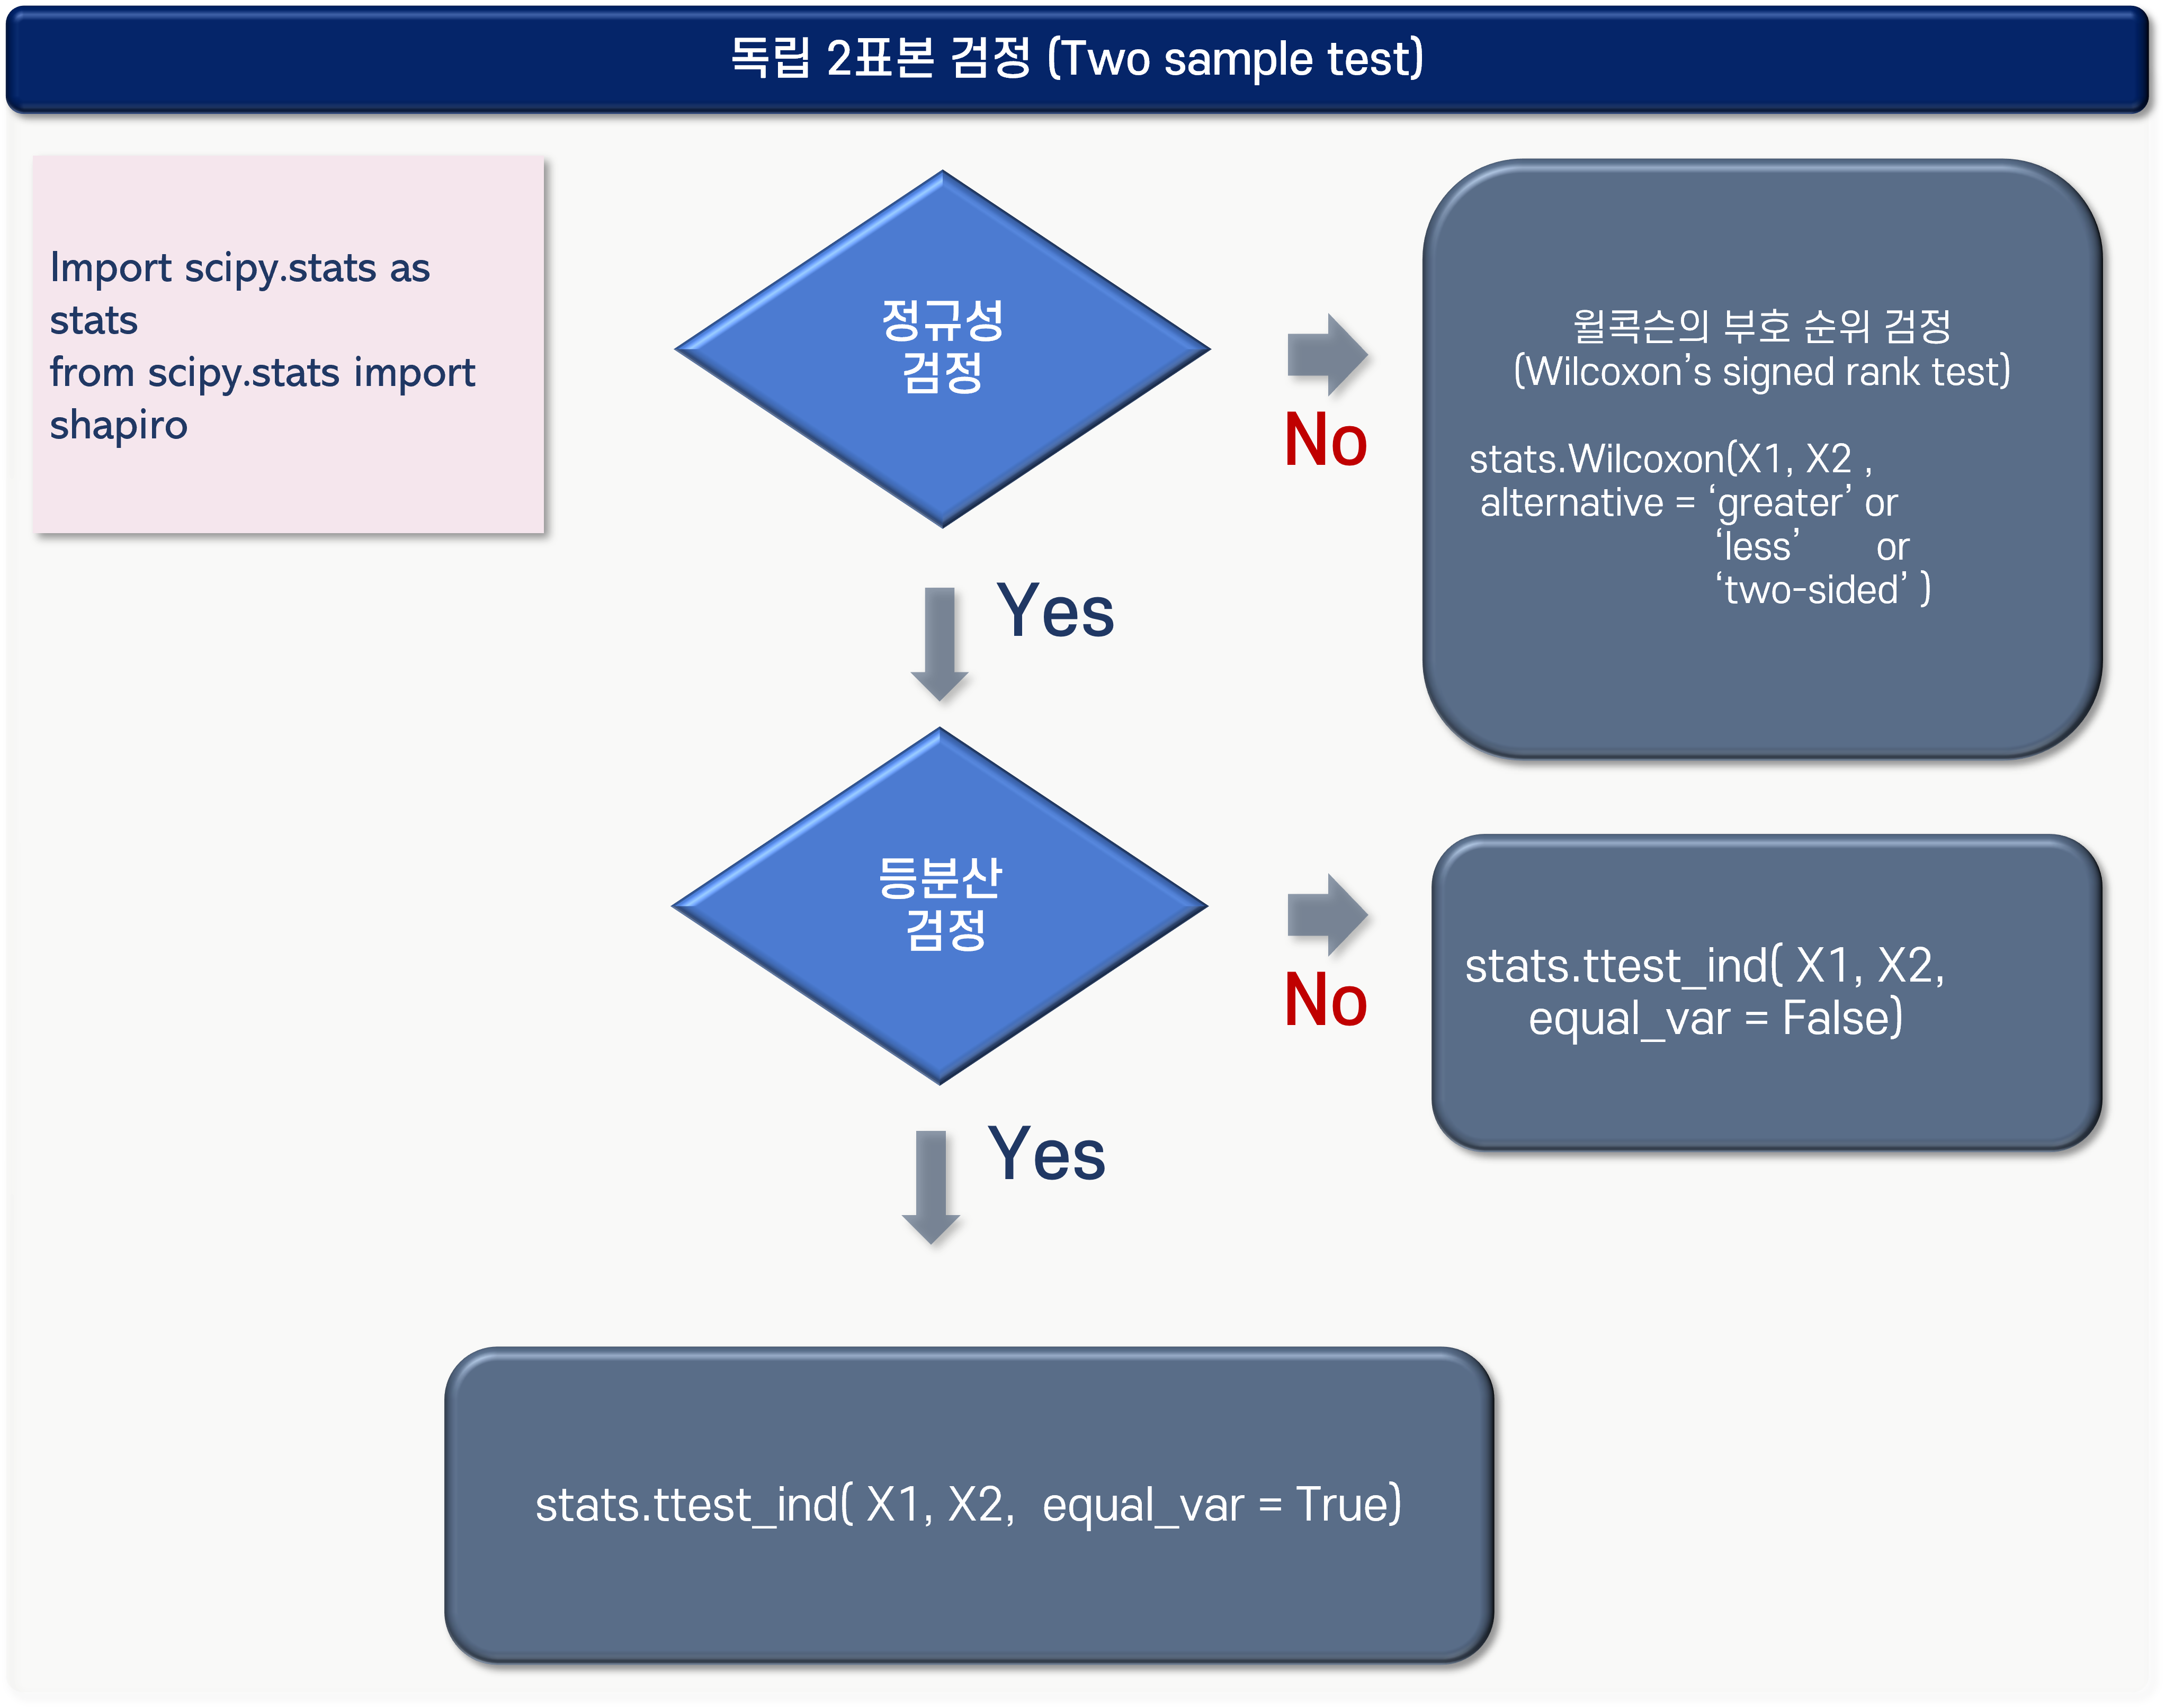 독립 2표본 검정 (Two sample test)
Import scipy.stats as
stats
from scipy.stats import
shapiro
정규성
검정
No
윌콕슨의 부호 순위 검정
(Wilcoxon’s signed rank test)
stats.Wilcoxon(X1, X2 ,
alternative = ‘greater’ or
‘less’ or
‘two-sided’ )
Yes
등분산
검정
No
stats.ttest_ind( X1, X2,
equal_var = False)
Yes
stats.ttest_ind( X1, X2, equal_var = True)